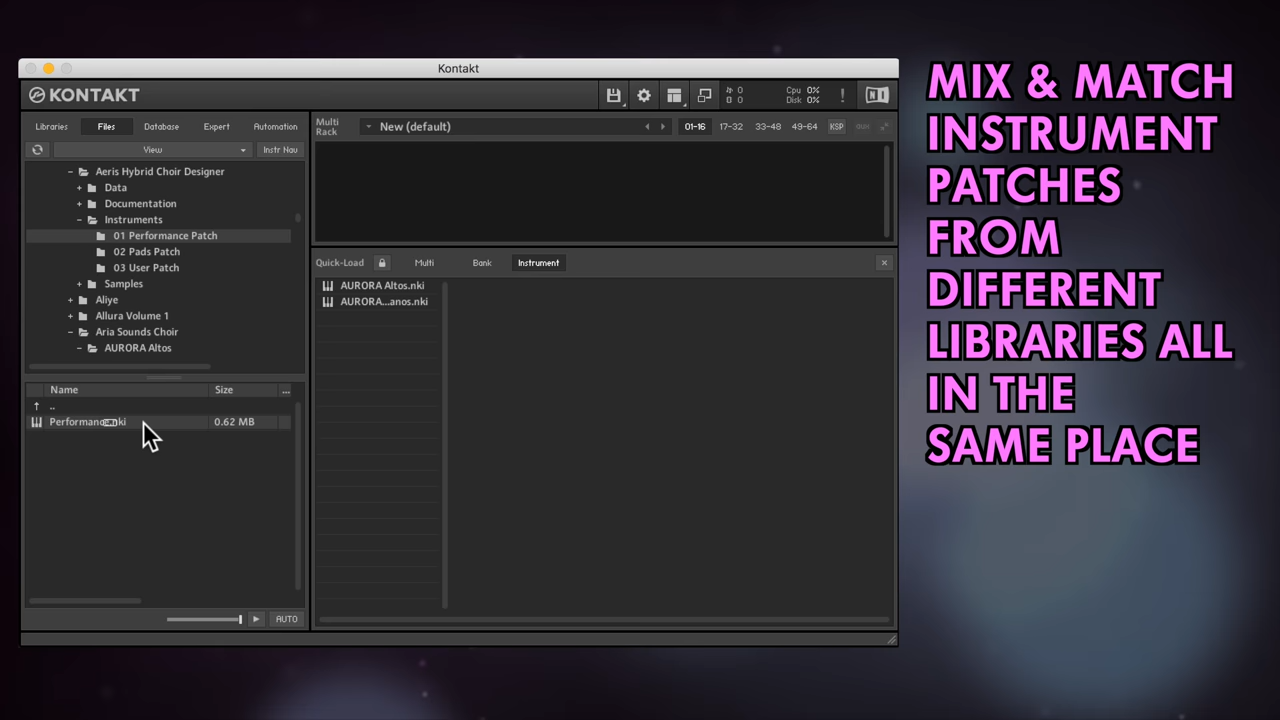 Kontakt
KONTAKT
0
0
Cpu 0%
Disk 0%
!
NI
Libraries
Files
Database
Expert
Automation
Multi
Rack
New (default)
01-16
17-32
33-48
49-64
KSP
aux
View
Instr Nav
Aeris Hybrid Choir Designer
Data
Documentation
Instruments
01 Performance Patch
02 Pads Patch
03 User Patch
Samples
Aliye
Allura Volume 1
Aria Sounds Choir
AURORA Altos
Quick-Load
Multi
Bank
Instrument
AURORA Altos.nki
AURORA...anos.nki
Name
Size
...
..
0.62 MB
AUTO
MIX & MATCH
INSTRUMENT
PATCHES
FROM
DIFFERENT
LIBRARIES ALL
IN THE
SAME PLACE